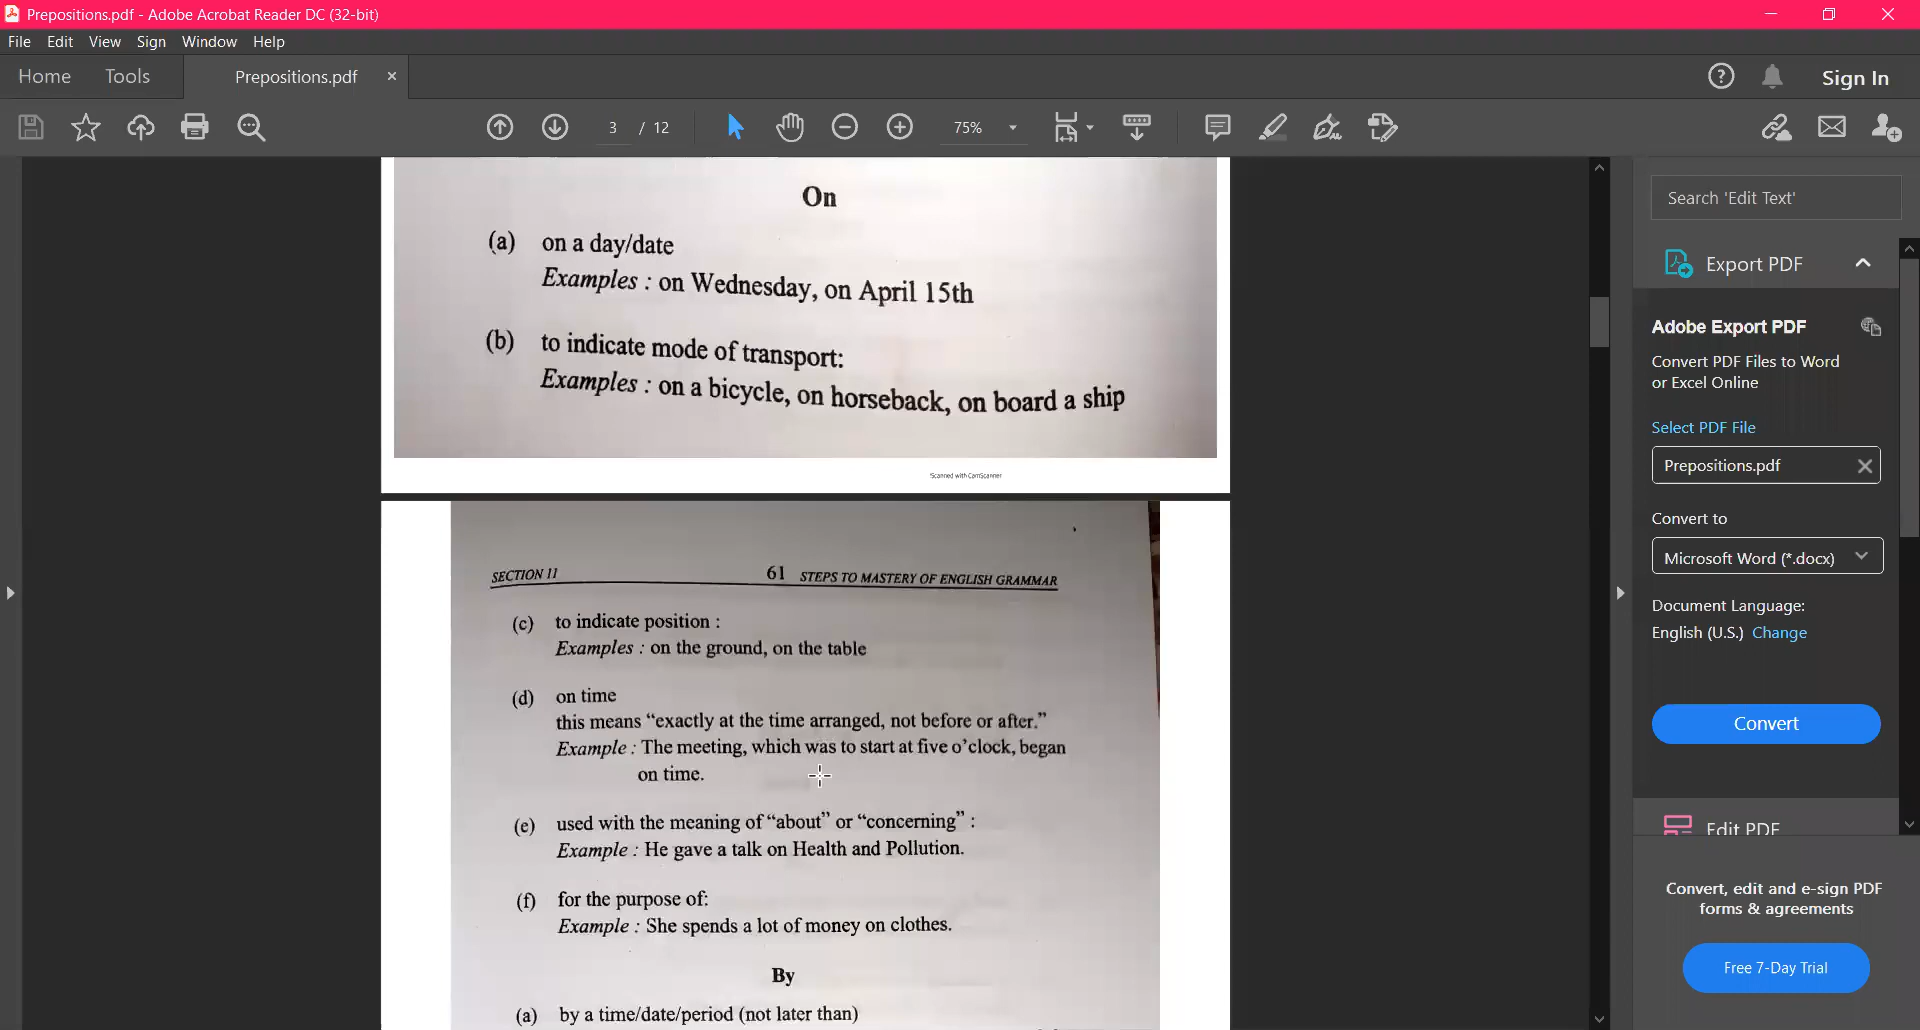 Prepositions.pdf - Adobe Acrobat Reader DC (32-bit)
File Edit View Sign Window Help
Home Tools Prepositions.pdf
Sign In
3 / 12
75%
On
(a) on a day/date
Examples : on Wednesday, on April 15th
(b) to indicate mode of transport:
Examples : on a bicycle, on horseback, on board a ship
Scanned with CamScanner
SECTION 11 61 STEPS TO MASTERY OF ENGLISH GRAMMAR
(c) to indicate position :
Examples : on the ground, on the table
(d) on time
this means “exactly at the time arranged, not before or after.”
Example : The meeting, which was to start at five o’clock, began
on time.
(e) used with the meaning of “about” or “concerning” :
Example : He gave a talk on Health and Pollution.
(f) for the purpose of:
Example : She spends a lot of money on clothes.
By
(a) by a time/date/period (not later than)
Search 'Edit Text'
Export PDF
Adobe Export PDF
Convert PDF Files to Word
or Excel Online
Select PDF File
Prepositions.pdf
Convert to
Microsoft Word (*.docx)
Document Language:
English (U.S.) Change
Convert
Edit PDF
Convert, edit and e-sign PDF
forms & agreements
Free 7-Day Trial